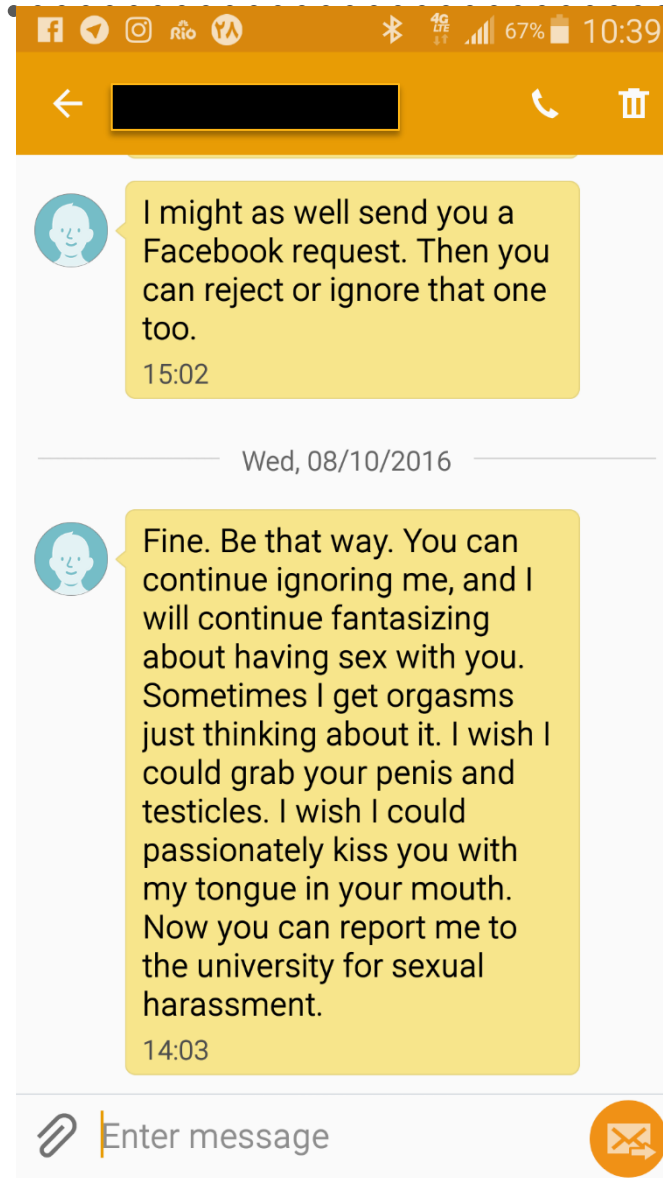 Rio ۲۸ 4G LTE 67% 10:39
I might as well send you a
Facebook request. Then you
can reject or ignore that one
too.
15:02
Wed, 08/10/2016
Fine. Be that way. You can
continue ignoring me, and I
will continue fantasizing
about having sex with you.
Sometimes I get orgasms
just thinking about it. I wish I
could grab your penis and
testicles. I wish I could
passionately kiss you with
my tongue in your mouth.
Now you can report me to
the university for sexual
harassment.
14:03
Enter message